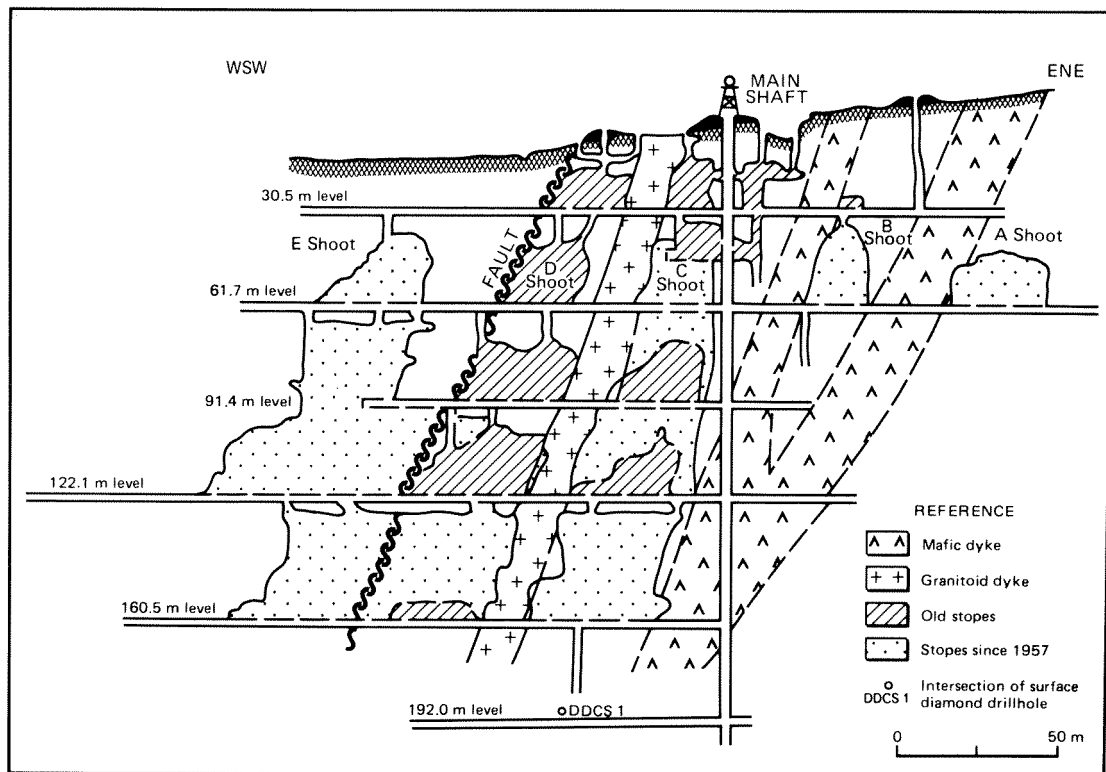 WSW
MAIN
SHAFT
ENE
30.5 m level
E Shoot
FAULT
D
Shoot
C
Shoot
B
Shoot
A Shoot
61.7 m level
91.4 m level
122.1 m level
160.5 m level
192.0 m level
DDCS 1
REFERENCE
Mafic dyke
Granitoid dyke
Old stopes
Stopes since 1957
DDCS 1 Intersection of surface
diamond drillhole
0 50 m